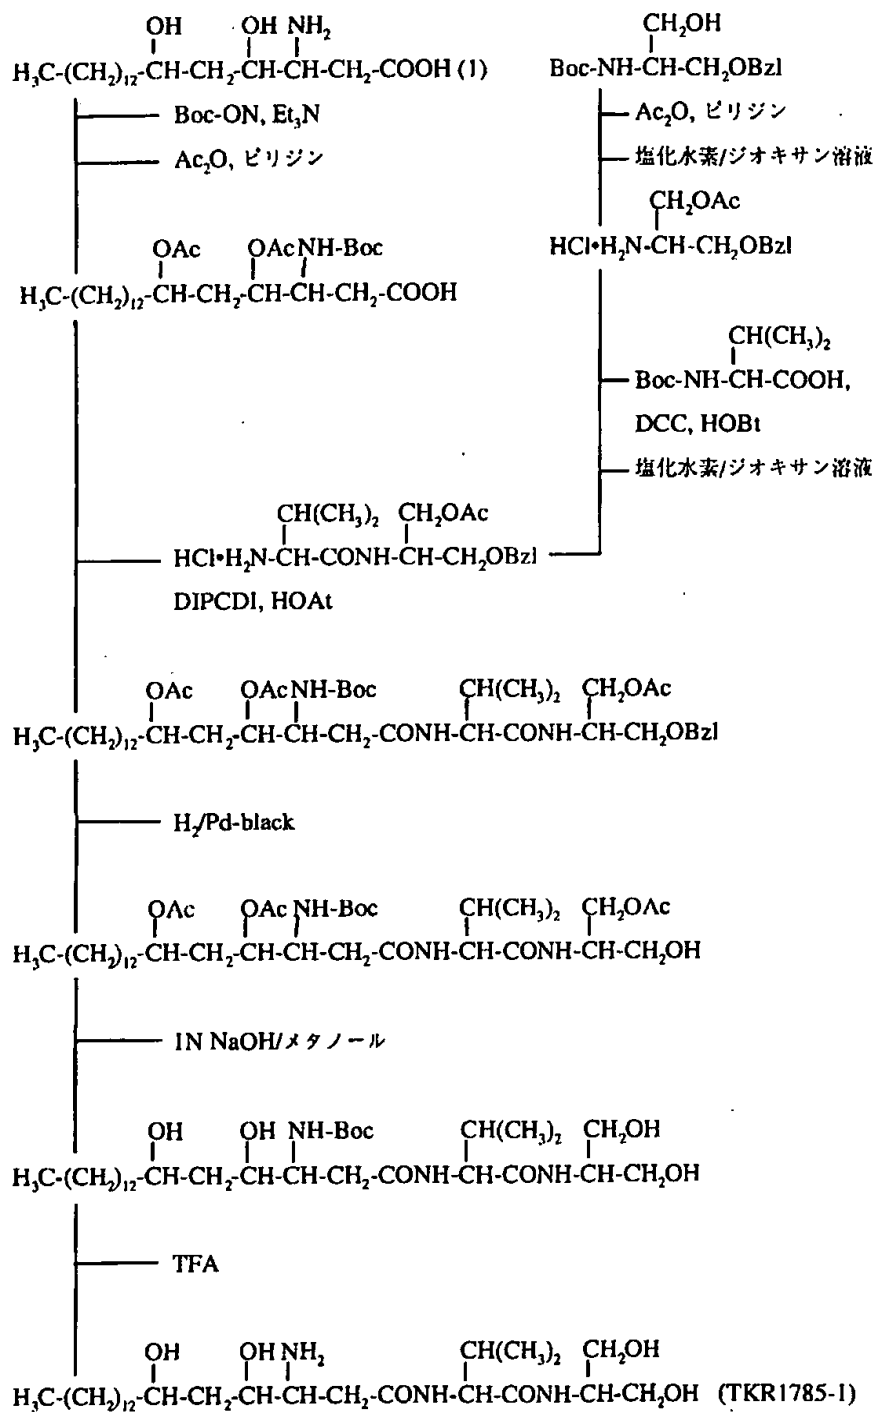 OH OH NH₂
H₃C-(CH₂)₁₂-CH-CH₂-CH-CH-CH₂-COOH (1)
Boc-ON, Et₃N
Ac₂O, ピリジン
CH₂OH
Boc-NH-CH-CH₂OBzl
Ac₂O, ピリジン
塩化水素/ジオキサン溶液
CH₂OAc
HCl•H₂N-CH-CH₂OBzl
OAc OAc NH-Boc
H₃C-(CH₂)₁₂-CH-CH₂-CH-CH-CH₂-COOH
CH(CH₃)₂
Boc-NH-CH-COOH,
DCC, HOBt
塩化水素/ジオキサン溶液
CH(CH₃)₂ CH₂OAc
HCl•H₂N-CH-CONH-CH-CH₂OBzl
DIPCDI, HOAt
OAc OAc NH-Boc CH(CH₃)₂ CH₂OAc
H₃C-(CH₂)₁₂-CH-CH₂-CH-CH-CH₂-CONH-CH-CONH-CH-CH₂OBzl
H₂/Pd-black
OAc OAc NH-Boc CH(CH₃)₂ CH₂OAc
H₃C-(CH₂)₁₂-CH-CH₂-CH-CH-CH₂-CONH-CH-CONH-CH-CH₂OH
1N NaOH/メタノール
OH OH NH-Boc CH(CH₃)₂ CH₂OH
H₃C-(CH₂)₁₂-CH-CH₂-CH-CH-CH₂-CONH-CH-CONH-CH-CH₂OH
TFA
OH OH NH₂ CH(CH₃)₂ CH₂OH
H₃C-(CH₂)₁₂-CH-CH₂-CH-CH-CH₂-CONH-CH-CONH-CH-CH₂OH (TKR1785-1)